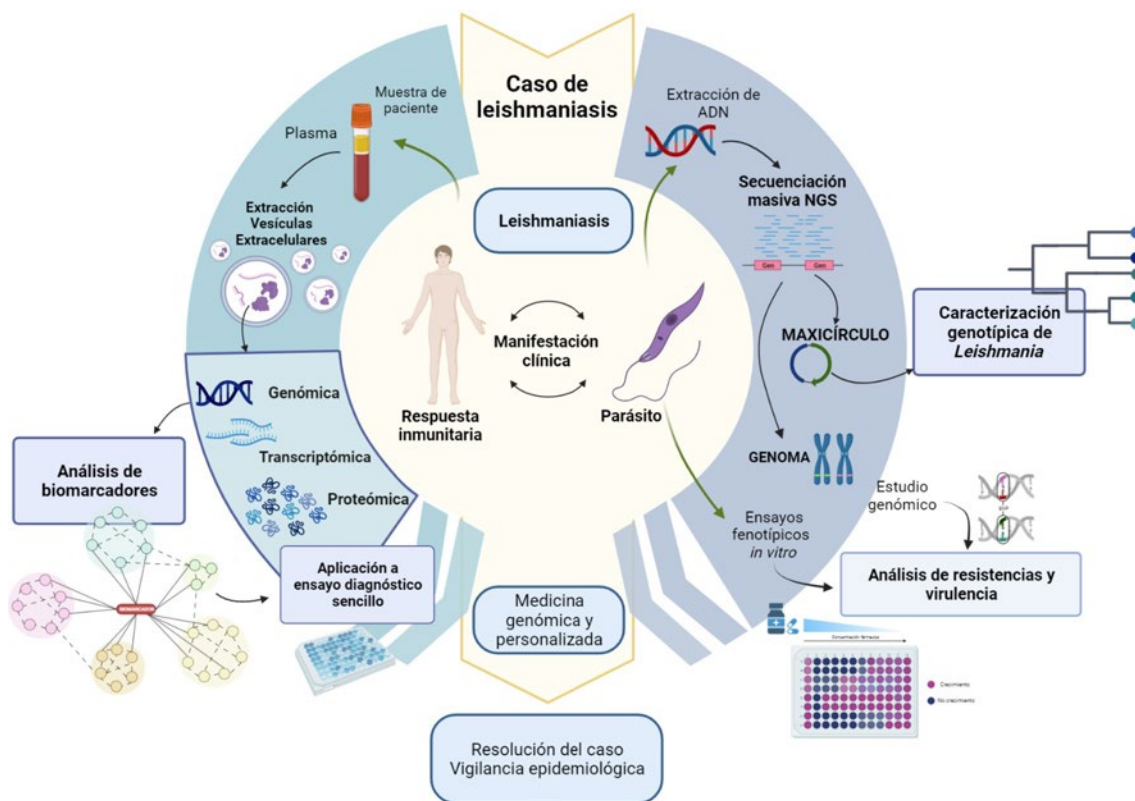 Caso de
leishmaniasis
Muestra de
paciente
Plasma
Extracción
Vesículas
Extracelulares
Genómica
Transcriptómica
Proteómica
Análisis de
biomarcadores
BIOMARCADOR
Aplicación a
ensayo diagnóstico
sencillo
Leishmaniasis
Manifestación
clínica
Respuesta
inmunitaria
Parásito
Extracción de
ADN
Secuenciación
masiva NGS
Gen
Gen
MAXICÍRCULO
Caracterización
genotípica de
Leishmania
GENOMA
Ensayos
fenotípicos
in vitro
Estudio
genómico
Análisis de resistencias y
virulencia
Concentración fármacos
Crecimiento
No crecimiento
Medicina
genómica y
personalizada
Resolución del caso
Vigilancia epidemiológica